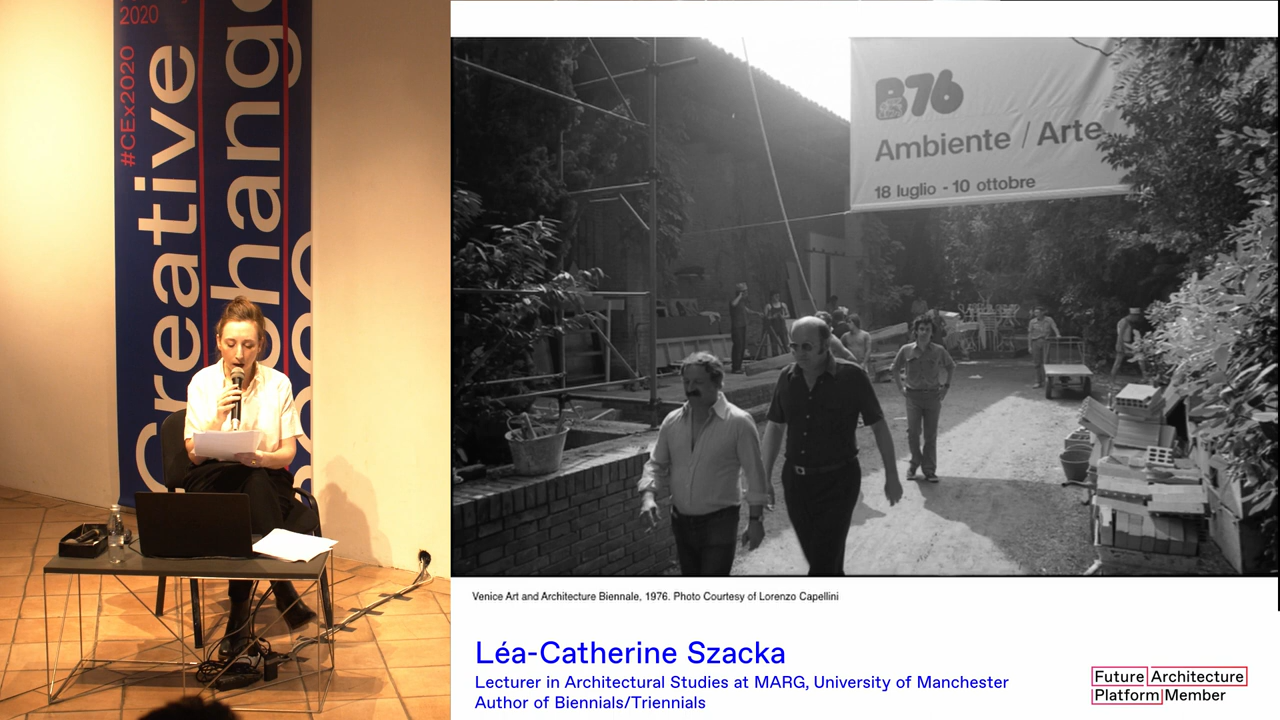 2020
#CEx2020
Creative
B76
Ambiente / Arte
18 luglio - 10 ottobre
Venice Art and Architecture Biennale, 1976. Photo Courtesy of Lorenzo Capellini
Léa-Catherine Szacka
Lecturer in Architectural Studies at MARG, University of Manchester
Author of Biennials/Triennials
Future Architecture
Platform Member